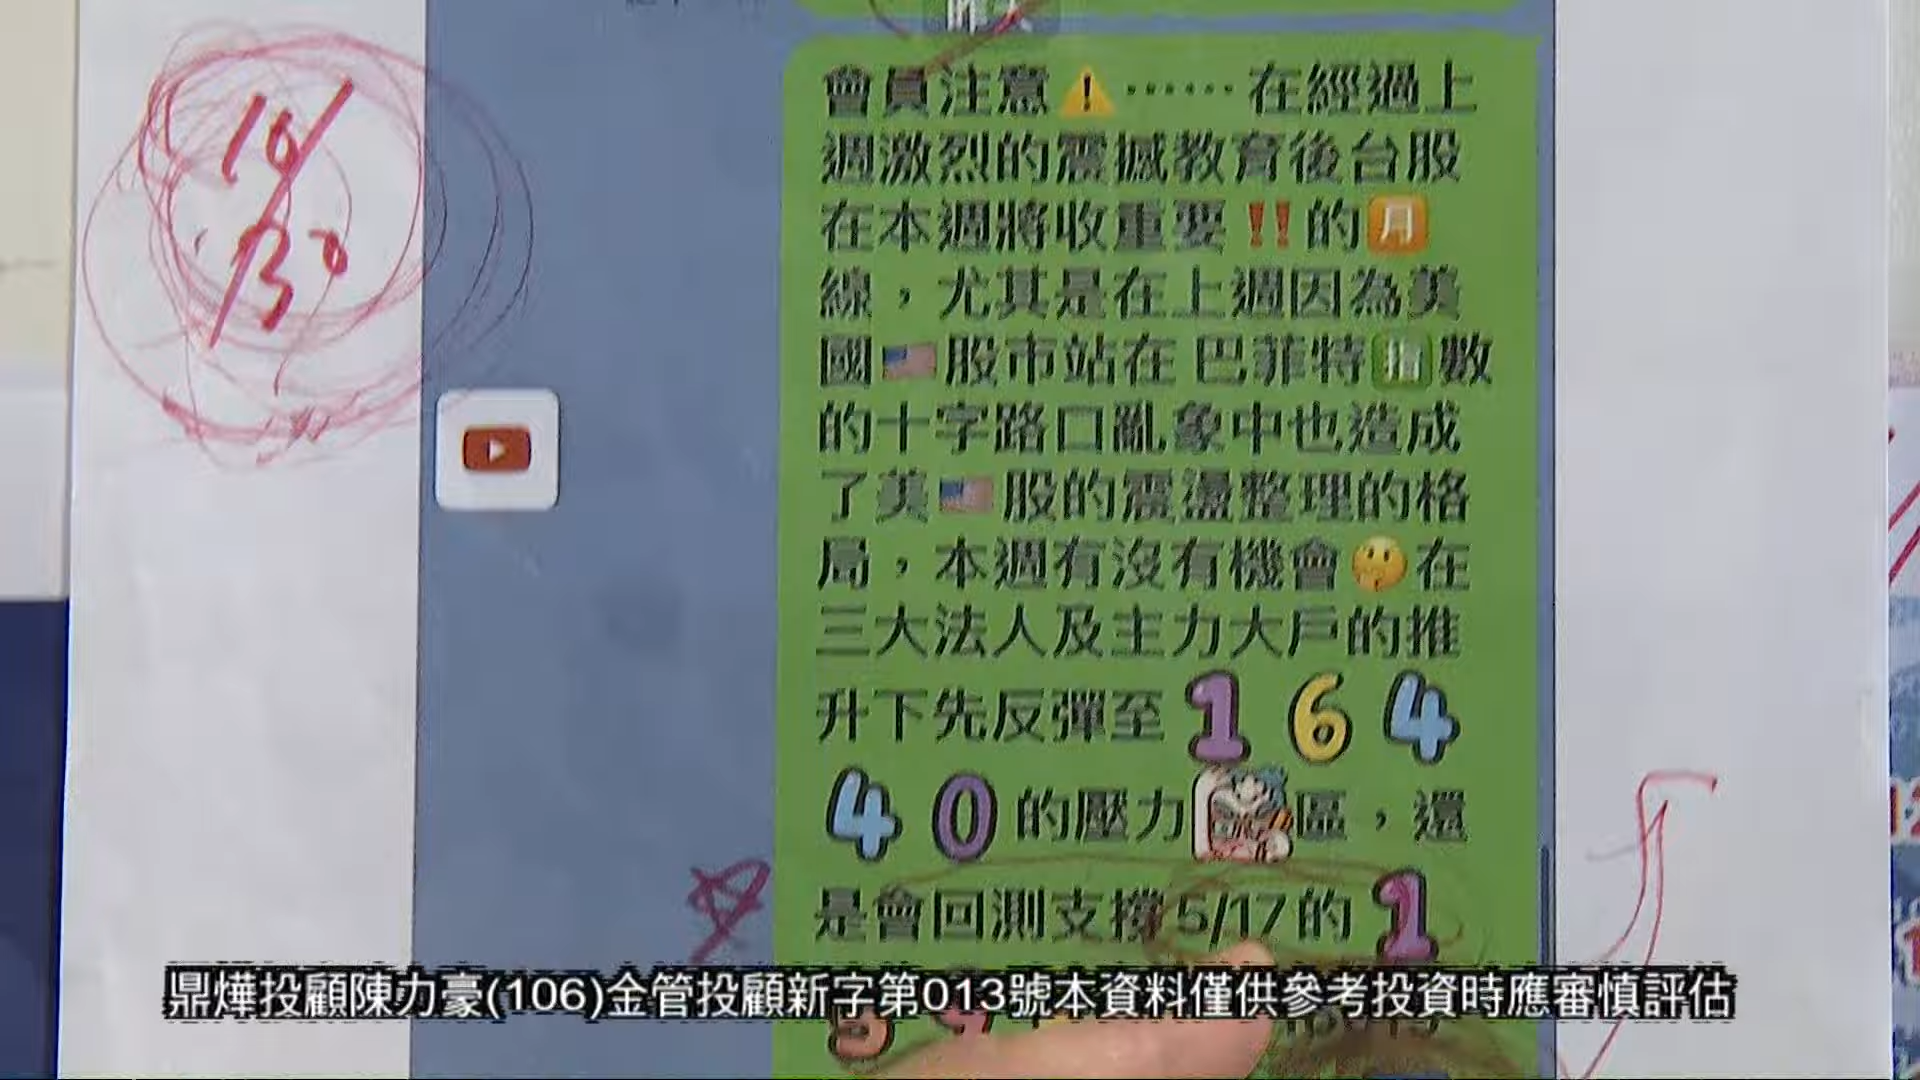 10/30
會員注意⚠️⋯⋯在經過上
週激烈的震撼教育後台股
在本週將收重要‼️的月
線，尤其是在上週因為美
國🇺🇸股市站在 巴菲特指數
的十字路口亂象中也造成
了美🇺🇸股的震盪整理的格
局，本週有沒有機會🤔在
三大法人及主力大戶的推
升下先反彈至 1 6 4
4 0 的壓力區，還
是會回測支撐5/17的 1
鼎燁投顧陳力豪(106)金管投顧新字第013號本資料僅供參考投資時應審慎評估